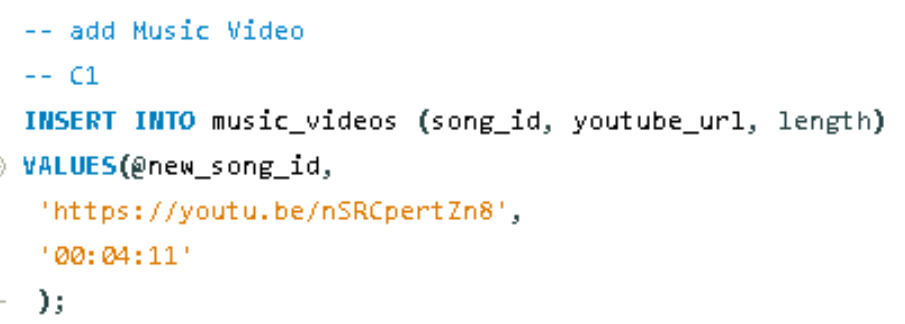 -- add Music Video
-- C1
INSERT INTO music_videos (song_id, youtube_url, length)
VALUES(@new_song_id,
'https://youtu.be/nSRCpertZn8',
'00:04:11'
);